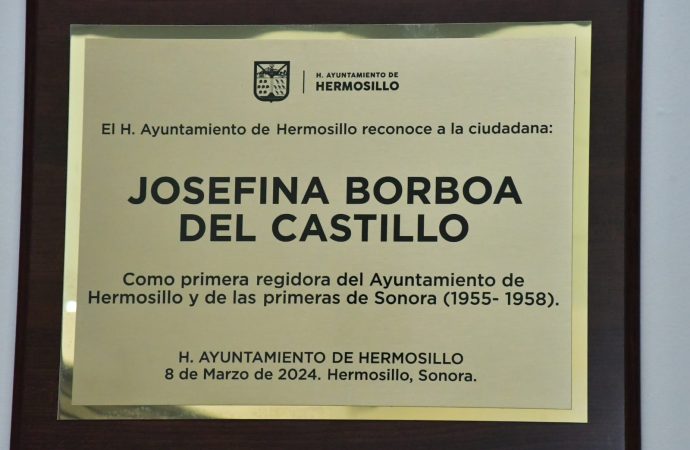 H. AYUNTAMIENTO DE
HERMOSILLO
El H. Ayuntamiento de Hermosillo reconoce a la ciudadana:
JOSEFINA BORBOA
DEL CASTILLO
Como primera regidora del Ayuntamiento de
Hermosillo y de las primeras de Sonora (1955- 1958).
H. AYUNTAMIENTO DE HERMOSILLO
8 de Marzo de 2024. Hermosillo, Sonora.